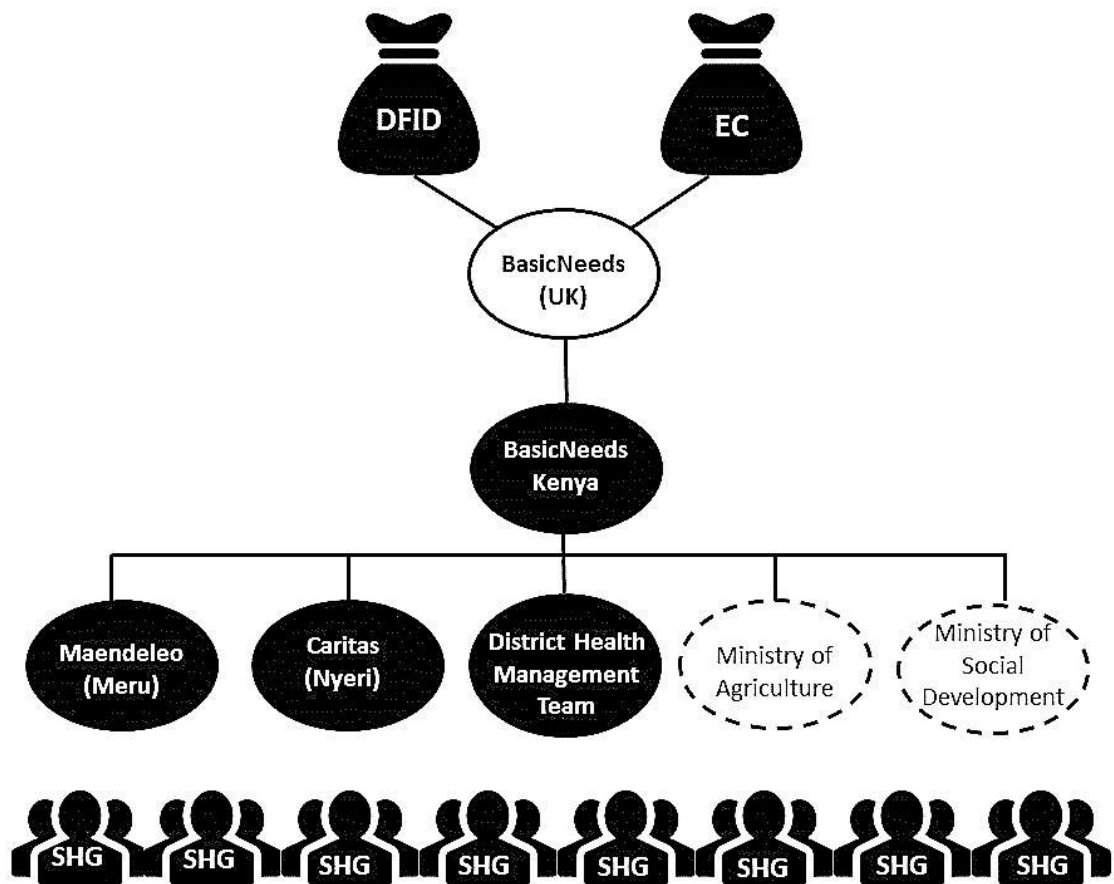 DFID
EC
BasicNeeds
(UK)
BasicNeeds
Kenya
Maendeleo
(Meru)
Caritas
(Nyeri)
District Health
Management
Team
Ministry of
Agriculture
Ministry of
Social
Development
SHG
SHG
SHG
SHG
SHG
SHG
SHG
SHG